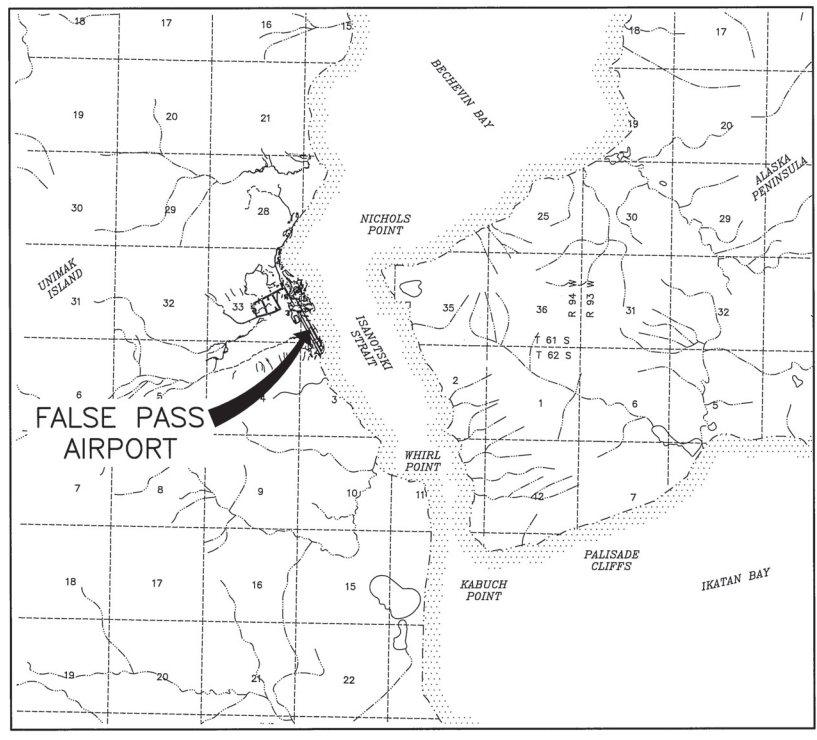 18
17
16
15
18
17
BECHEVIN BAY
19
20
21
19
20
ALASKA
PENINSULA
30
29
28
NICHOLS
POINT
25
30
29
UNIMAK
ISLAND
31
32
33
ISANOTSKI
STRAIT
35
36
R 94 W
R 93 W
31
32
T 61 S
T 62 S
6
5
4
3
2
1
6
5
FALSE PASS
AIRPORT
WHIRL
POINT
7
8
9
10
11
12
7
PALISADE
CLIFFS
KABUCH
POINT
IKATAN BAY
18
17
16
15
19
20
21
22